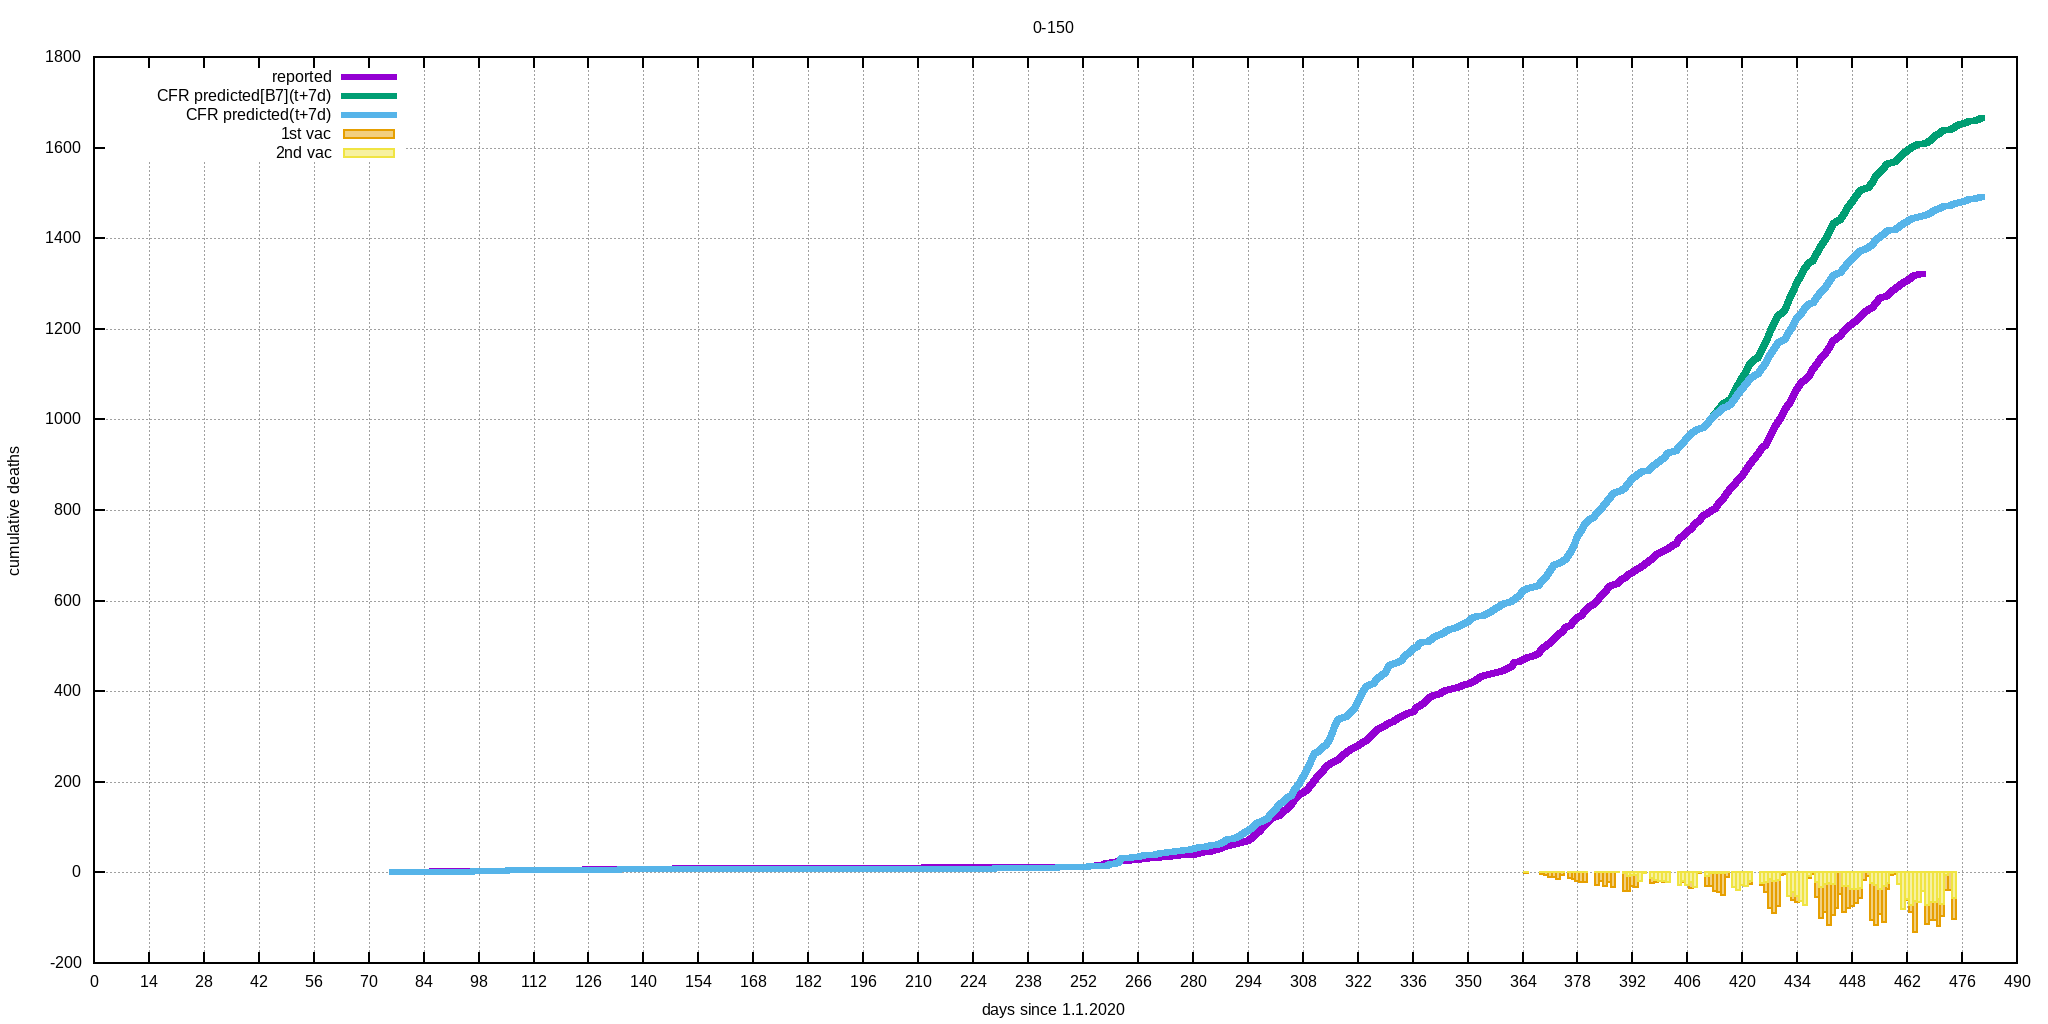 0-150
reported
CFR predicted[B7](t+7d)
CFR predicted(t+7d)
1st vac
2nd vac
1800
1600
1400
1200
1000
800
600
400
200
0
-200
cumulative deaths
0 14 28 42 56 70 84 98 112 126 140 154 168 182 196 210 224 238 252 266 280 294 308 322 336 350 364 378 392 406 420 434 448 462 476 490
days since 1.1.2020